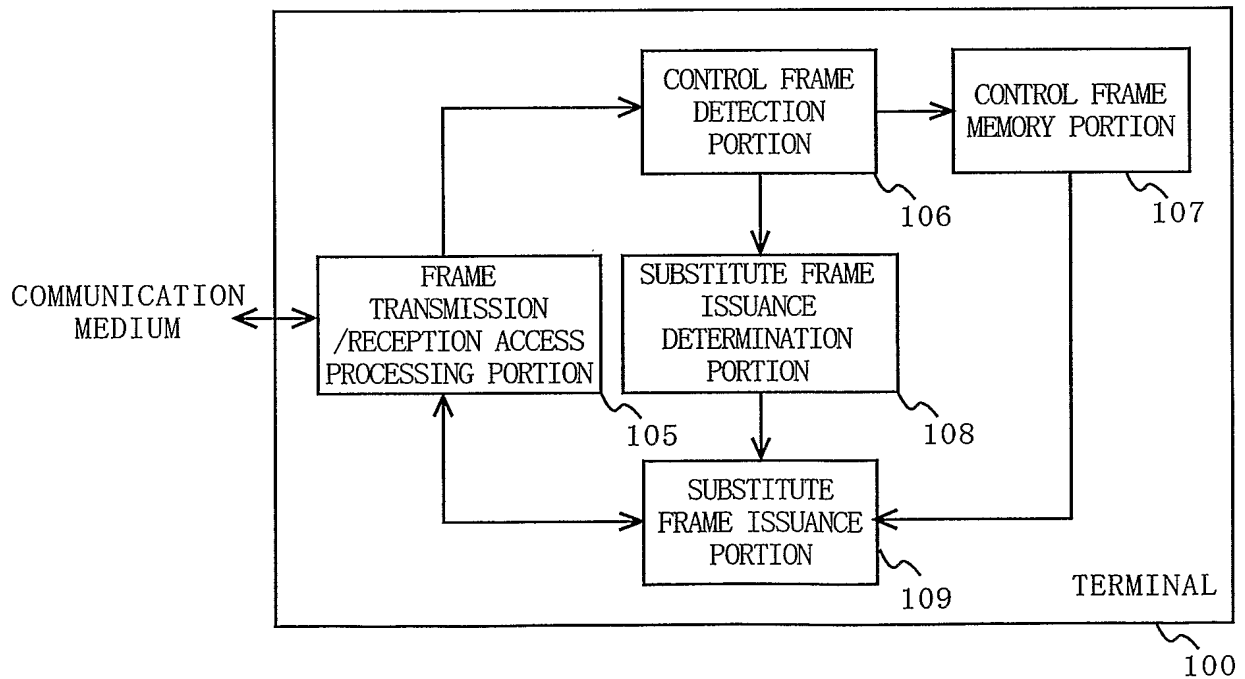 CONTROL FRAME
DETECTION
PORTION
106
CONTROL FRAME
MEMORY PORTION
107
COMMUNICATION
MEDIUM
FRAME
TRANSMISSION
/RECEPTION ACCESS
PROCESSING PORTION
105
SUBSTITUTE FRAME
ISSUANCE
DETERMINATION
PORTION
108
SUBSTITUTE
FRAME ISSUANCE
PORTION
109
TERMINAL
100